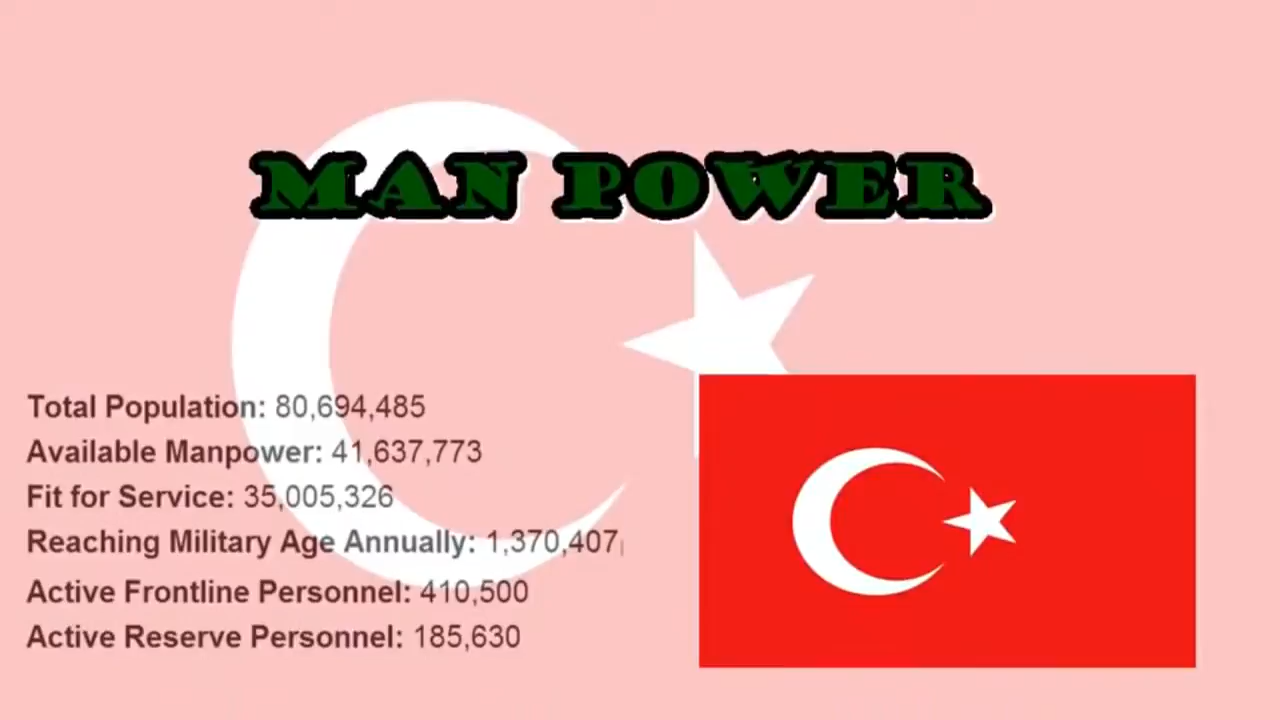 MAN POWER
Total Population: 80,694,485
Available Manpower: 41,637,773
Fit for Service: 35,005,326
Reaching Military Age Annually: 1,370,407
Active Frontline Personnel: 410,500
Active Reserve Personnel: 185,630